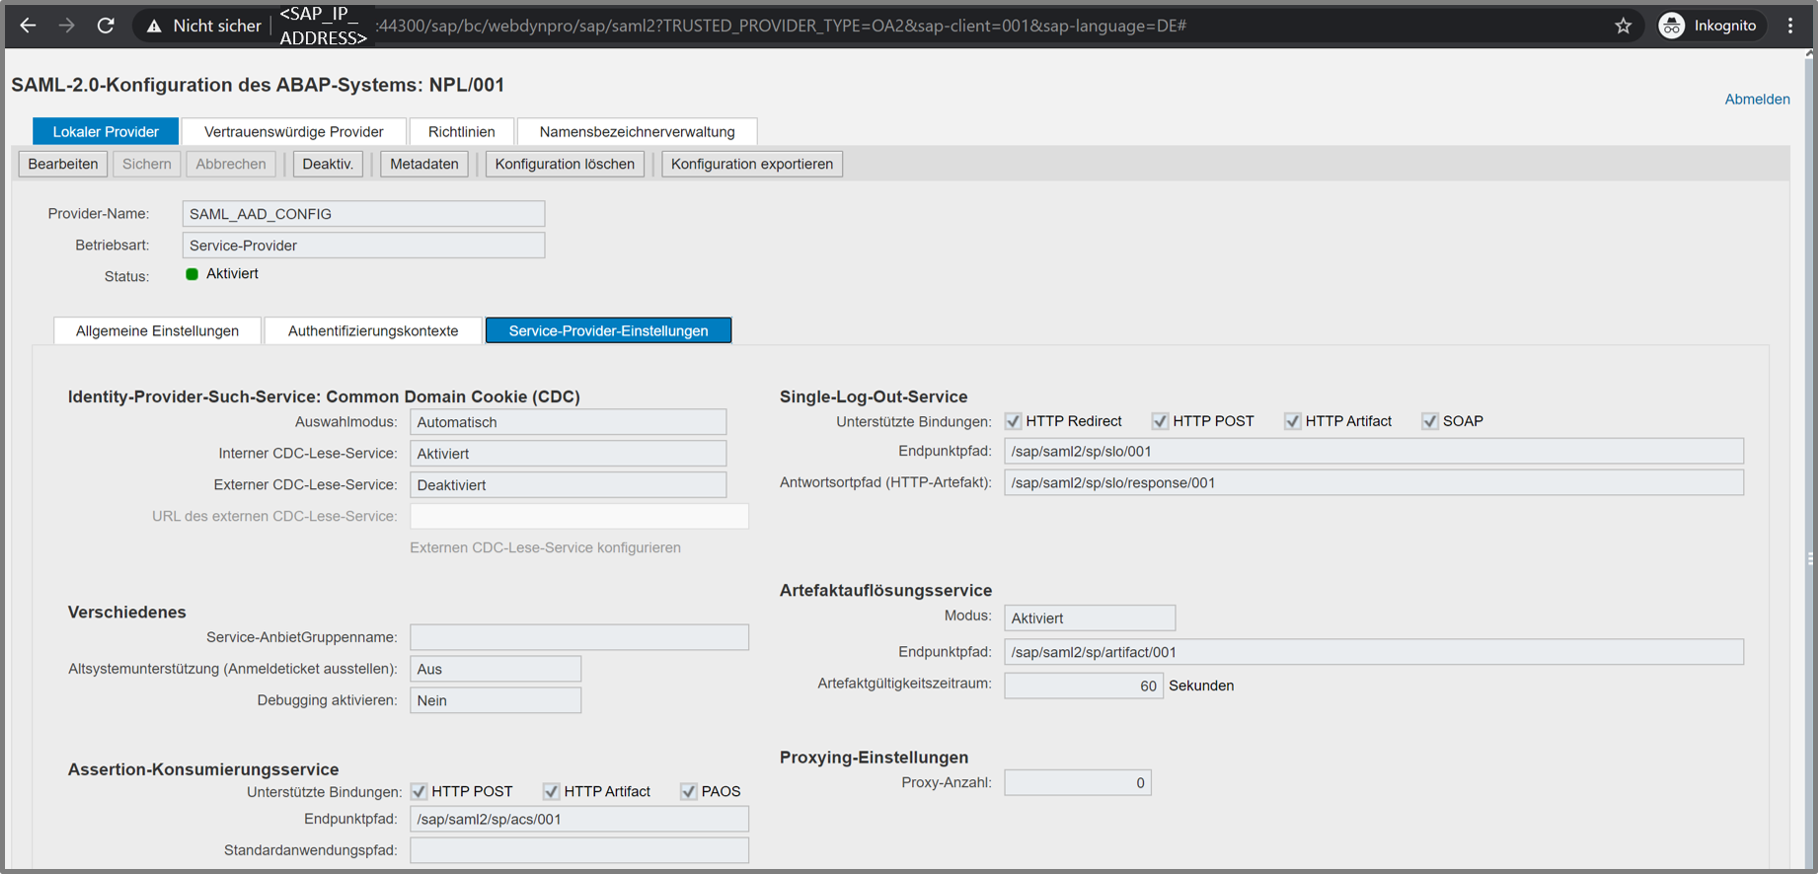 Nicht sicher <SAP_IP_ADDRESS> :44300/sap/bc/webdynpro/sap/saml2?TRUSTED_PROVIDER_TYPE=OA2&sap-client=001&sap-language=DE# Inkognito
SAML-2.0-Konfiguration des ABAP-Systems: NPL/001
Abmelden
Lokaler Provider Vertrauenswürdige Provider Richtlinien Namensbezeichnerverwaltung
Bearbeiten Sichern Abbrechen Deaktiv. Metadaten Konfiguration löschen Konfiguration exportieren
Provider-Name: SAML_AAD_CONFIG
Betriebsart: Service-Provider
Status: Aktiviert
Allgemeine Einstellungen Authentifizierungskontexte Service-Provider-Einstellungen
Identity-Provider-Such-Service: Common Domain Cookie (CDC)
Auswahlmodus: Automatisch
Interner CDC-Lese-Service: Aktiviert
Externer CDC-Lese-Service: Deaktiviert
URL des externen CDC-Lese-Service:
Externen CDC-Lese-Service konfigurieren
Verschiedenes
Service-AnbietGruppenname:
Altsystemunterstützung (Anmeldeticket ausstellen): Aus
Debugging aktivieren: Nein
Assertion-Konsumierungsservice
Unterstützte Bindungen: HTTP POST HTTP Artifact PAOS
Endpunktpfad: /sap/saml2/sp/acs/001
Standardanwendungspfad:
Single-Log-Out-Service
Unterstützte Bindungen: HTTP Redirect HTTP POST HTTP Artifact SOAP
Endpunktpfad: /sap/saml2/sp/slo/001
Antwortsortpfad (HTTP-Artefakt): /sap/saml2/sp/slo/response/001
Artefaktauflösungsservice
Modus: Aktiviert
Endpunktpfad: /sap/saml2/sp/artifact/001
Artefaktgültigkeitszeitraum: 60 Sekunden
Proxying-Einstellungen
Proxy-Anzahl: 0